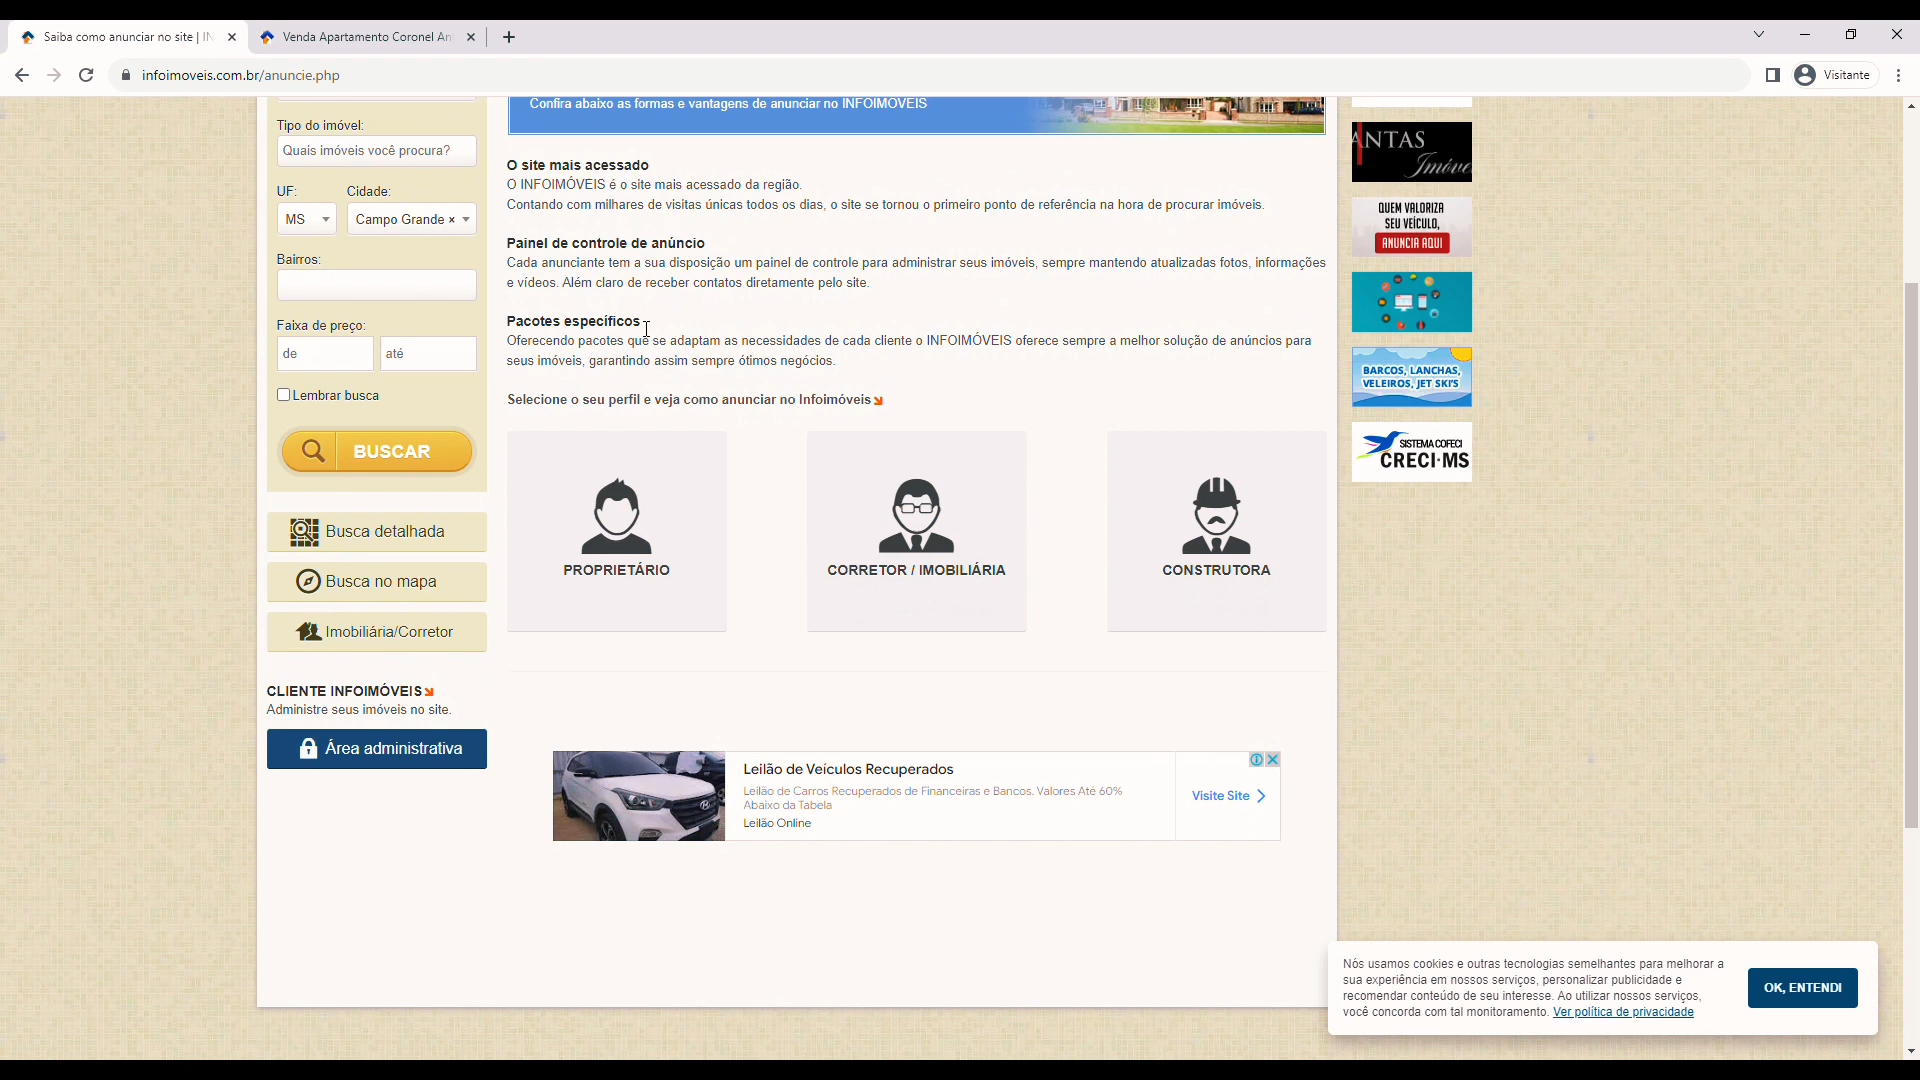 Saiba como anunciar no site | IN
Venda Apartamento Coronel An
infoimoveis.com.br/anuncie.php
Visitante
Confira abaixo as formas e vantagens de anunciar no INFOIMÓVEIS
Tipo do imóvel:
Quais imóveis você procura?
UF:
Cidade:
MS
Campo Grande ×
Bairros:
Faixa de preço:
de
até
Lembrar busca
BUSCAR
Busca detalhada
Busca no mapa
Imobiliária/Corretor
CLIENTE INFOIMÓVEIS
Administre seus imóveis no site.
Área administrativa
O site mais acessado
O INFOIMÓVEIS é o site mais acessado da região.
Contando com milhares de visitas únicas todos os dias, o site se tornou o primeiro ponto de referência na hora de procurar imóveis.
Painel de controle de anúncio
Cada anunciante tem a sua disposição um painel de controle para administrar seus imóveis, sempre mantendo atualizadas fotos, informações
e vídeos. Além claro de receber contatos diretamente pelo site.
Pacotes específicos
Oferecendo pacotes que se adaptam as necessidades de cada cliente o INFOIMÓVEIS oferece sempre a melhor solução de anúncios para
seus imóveis, garantindo assim sempre ótimos negócios.
Selecione o seu perfil e veja como anunciar no Infoimóveis
PROPRIETÁRIO
CORRETOR / IMOBILIÁRIA
CONSTRUTORA
Leilão de Veículos Recuperados
Leilão de Carros Recuperados de Financeiras e Bancos. Valores Até 60%
Abaixo da Tabela
Leilão Online
Visite Site
ANTAS
Imóve
QUEM VALORIZA
SEU VEÍCULO,
ANUNCIA AQUI
BARCOS, LANCHAS,
VELEIROS, JET SKI'S
SISTEMA COFECI
CRECI-MS
Nós usamos cookies e outras tecnologias semelhantes para melhorar a
sua experiência em nossos serviços, personalizar publicidade e
recomendar conteúdo de seu interesse. Ao utilizar nossos serviços,
você concorda com tal monitoramento. Ver política de privacidade
OK, ENTENDI